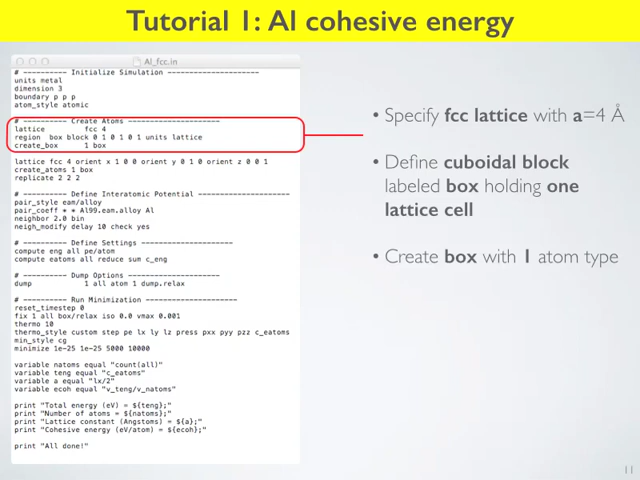 Tutorial 1: Al cohesive energy
Al_fcc.in
# ---------- Initialize Simulation ---------------------
units metal
dimension 3
boundary p p p
atom_style atomic
# ---------- Create Atoms ---------------------
lattice fcc 4
region box block 0 1 0 1 0 1 units lattice
create_box 1 box
lattice fcc 4 orient x 1 0 0 orient y 0 1 0 orient z 0 0 1
create_atoms 1 box
replicate 2 2 2
# ---------- Define Interatomic Potential ---------------------
pair_style eam/alloy
pair_coeff * * Al99.eam.alloy Al
neighbor 2.0 bin
neigh_modify delay 10 check yes
# ---------- Define Settings ---------------------
compute eng all pe/atom
compute eatoms all reduce sum c_eng
# ---------- Dump Options ---------------------
dump 1 all atom 1 dump.relax
# ---------- Run Minimization ---------------------
reset_timestep 0
fix 1 all box/relax iso 0.0 vmax 0.001
thermo 10
thermo_style custom step pe lx ly lz press pxx pyy pzz c_eatoms
min_style cg
minimize 1e-25 1e-25 5000 10000
variable natoms equal "count(all)"
variable teng equal "c_eatoms"
variable a equal "lx/2"
variable ecoh equal "v_teng/v_natoms"
print "Total energy (eV) = ${teng};"
print "Number of atoms = ${natoms};"
print "Lattice constant (Angstoms) = ${a};"
print "Cohesive energy (eV/atom) = ${ecoh};"
print "All done!"
• Specify fcc lattice with a=4 Å
• Define cuboidal block
labeled box holding one
lattice cell
• Create box with 1 atom type
11